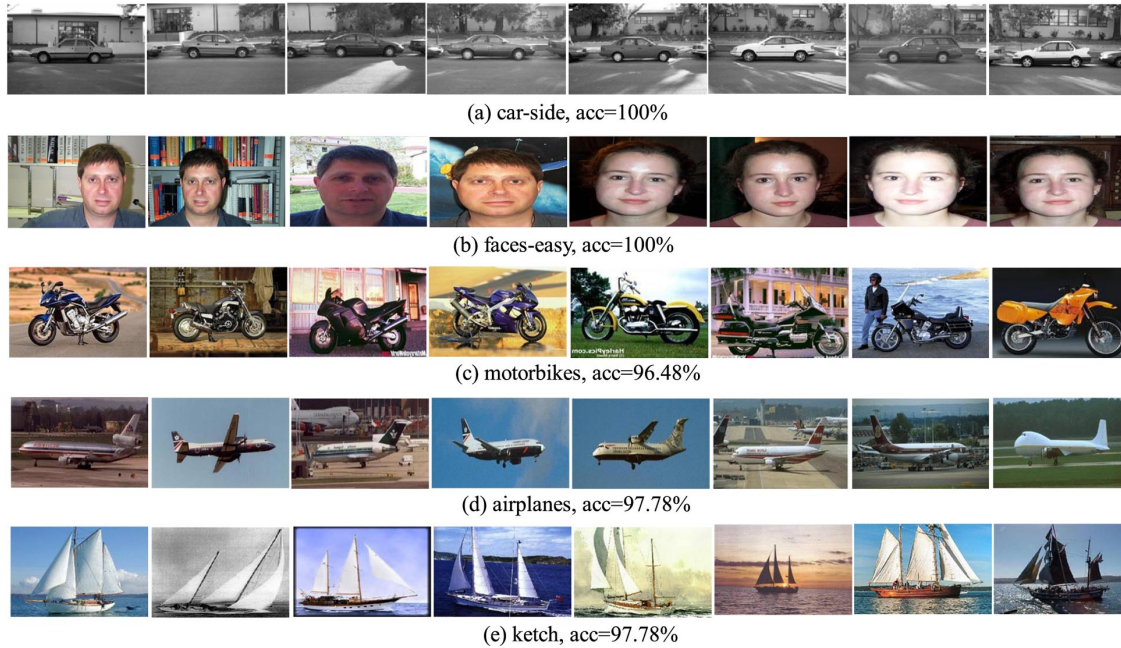 (a) car-side, acc=100%
(b) faces-easy, acc=100%
(c) motorbikes, acc=96.48%
(d) airplanes, acc=97.78%
(e) ketch, acc=97.78%